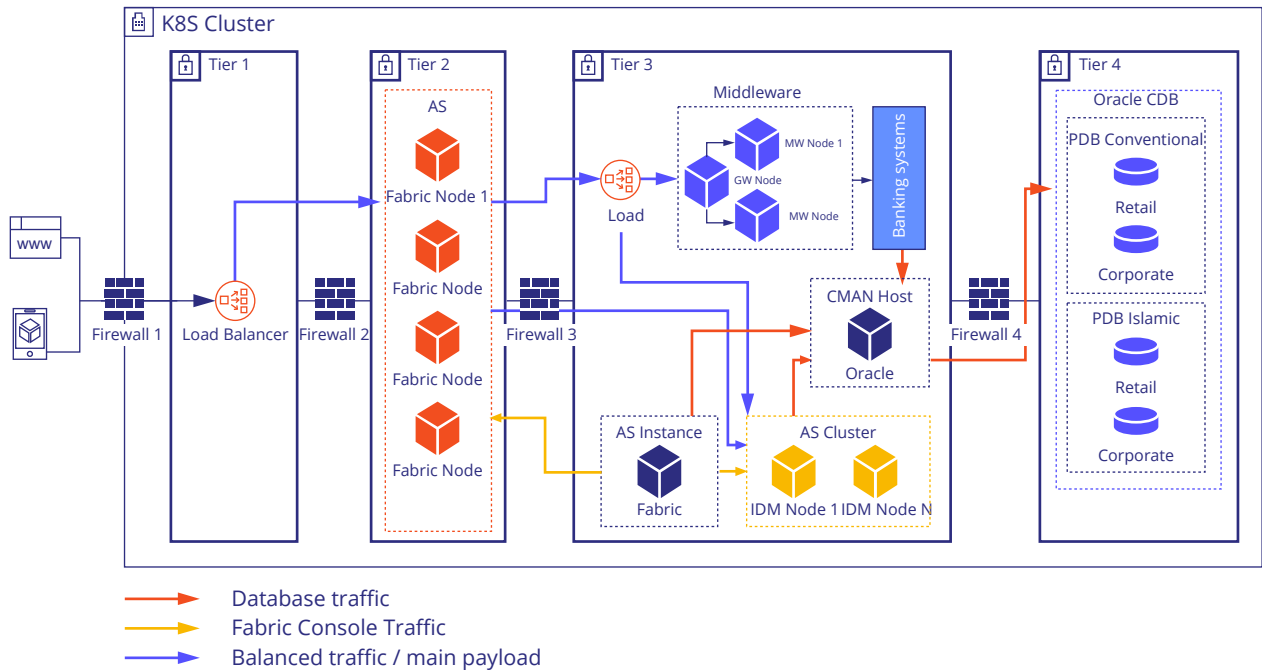 K8S Cluster
Tier 1
Tier 2
Tier 3
Tier 4
www
Firewall 1
Load Balancer
Firewall 2
AS
Fabric Node 1
Fabric Node
Fabric Node
Fabric Node
Firewall 3
Load
Middleware
MW Node 1
GW Node
MW Node
Banking systems
CMAN Host
Oracle
AS Instance
Fabric
AS Cluster
IDM Node 1
IDM Node N
Firewall 4
Oracle CDB
PDB Conventional
Retail
Corporate
PDB Islamic
Retail
Corporate
Database traffic
Fabric Console Traffic
Balanced traffic / main payload